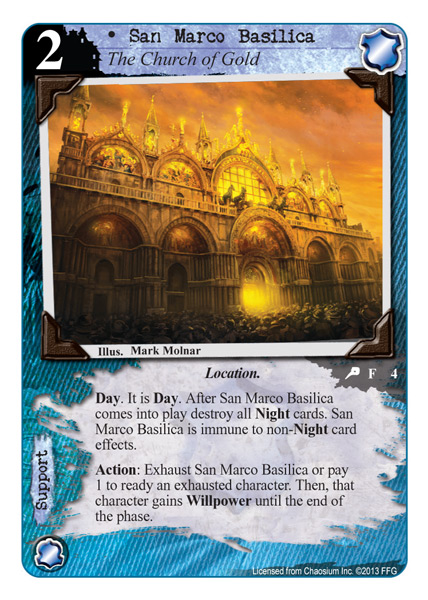 2
• San Marco Basilica
The Church of Gold
Illus. Mark Molnar
Location.
F 4
Day. It is Day. After San Marco Basilica
comes into play destroy all Night cards. San
Marco Basilica is immune to non-Night card
effects.
Action: Exhaust San Marco Basilica or pay
1 to ready an exhausted character. Then, that
character gains Willpower until the end of
the phase.
Support
Licensed from Chaosium Inc. ©2013 FFG